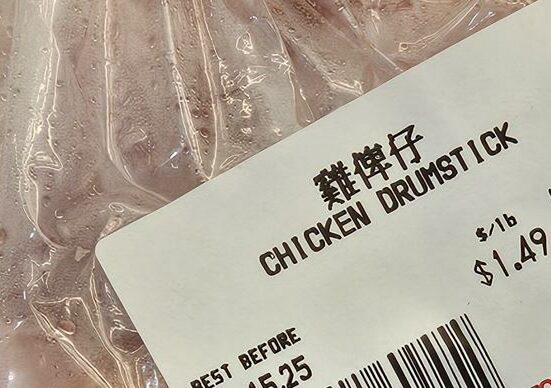 雞俾仔
CHICKEN DRUMSTICK
$/lb
$1.49
BEST BEFORE
15.25